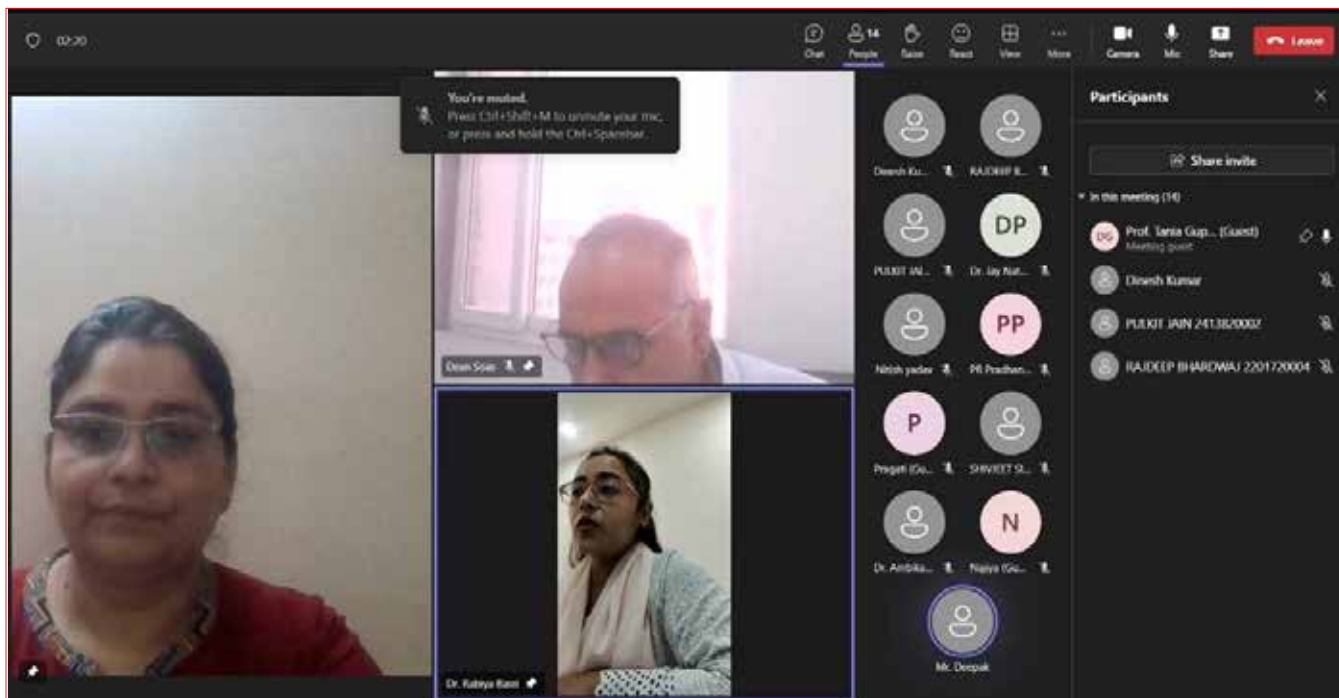 02:20
Chat
14
People
Raise
React
View
More
Camera
Mic
Share
Leave
You're muted.
Press Ctrl+Shift+M to unmute your mic,
or press and hold the Ctrl+Spacebar.
Dean Soas
Dr. Rabiya Basri
Dinesh Ku...
RAJDEEP B...
PULKIT JAI...
DP
Dr. Jay Nat...
Nitish yadav
PP
PR Pradhan...
P
Pragati (Gu...
SHIVJEET SI...
Dr. Ambika...
N
(Gu...
Mr. Deepak
Participants
Share invite
In this meeting (14)
DG
Prof. Tania Gup... (Guest)
Meeting guest
Dinesh Kumar
PULKIT JAIN 2413820002
RAJDEEP BHARDWAJ 2201720004